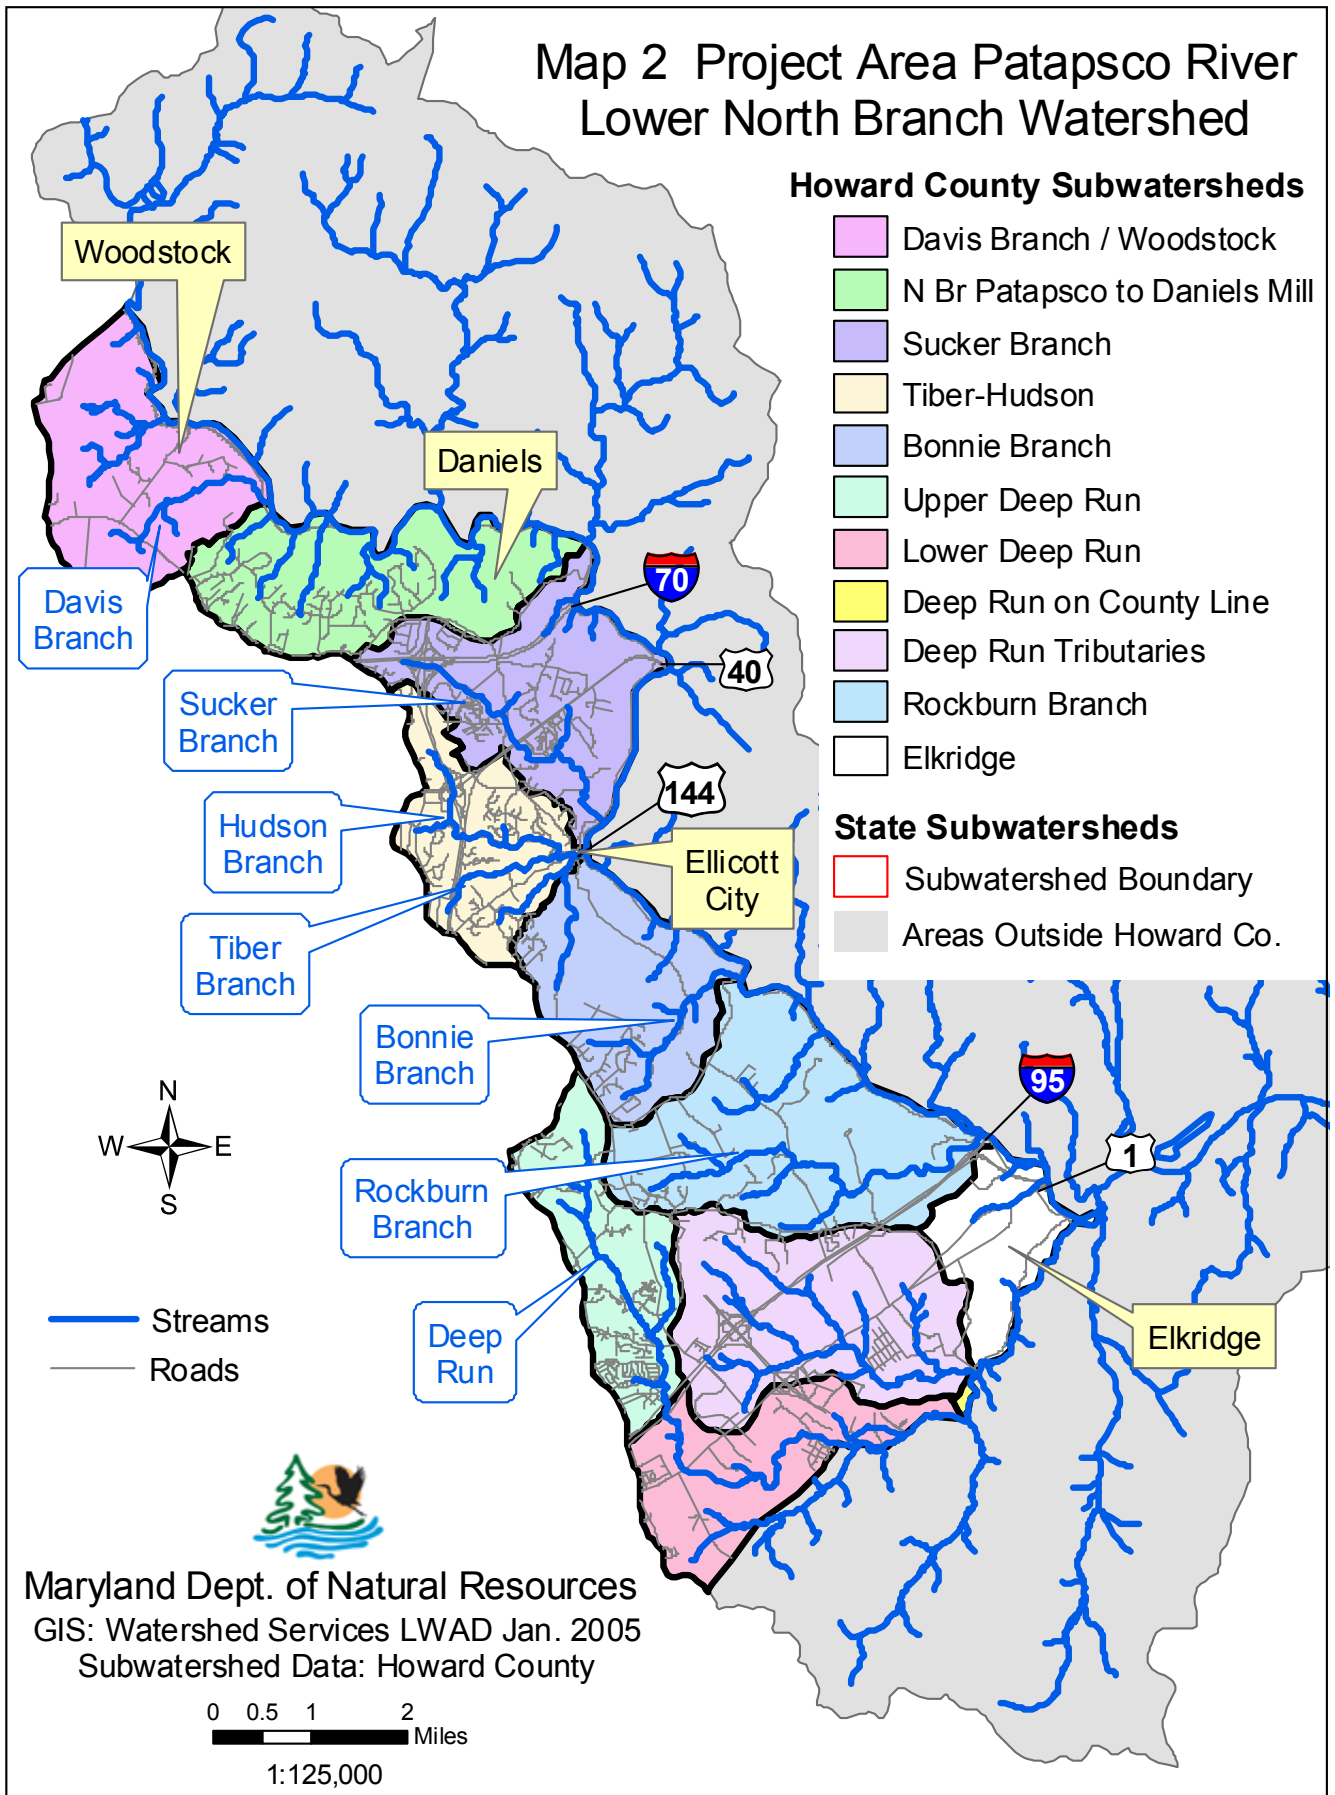 Map 2 Project Area Patapsco River
Lower North Branch Watershed
Howard County Subwatersheds
Davis Branch / Woodstock
N Br Patapsco to Daniels Mill
Sucker Branch
Tiber-Hudson
Bonnie Branch
Upper Deep Run
Lower Deep Run
Deep Run on County Line
Deep Run Tributaries
Rockburn Branch
Elkridge
State Subwatersheds
Subwatershed Boundary
Areas Outside Howard Co.
Woodstock
Daniels
70
Davis
Branch
40
Sucker
Branch
144
Hudson
Branch
Ellicott
City
Tiber
Branch
Bonnie
Branch
95
N
W
E
S
1
Rockburn
Branch
Deep
Run
Elkridge
Streams
Roads
Maryland Dept. of Natural Resources
GIS: Watershed Services LWAD Jan. 2005
Subwatershed Data: Howard County
0 0.5 1 2
Miles
1:125,000